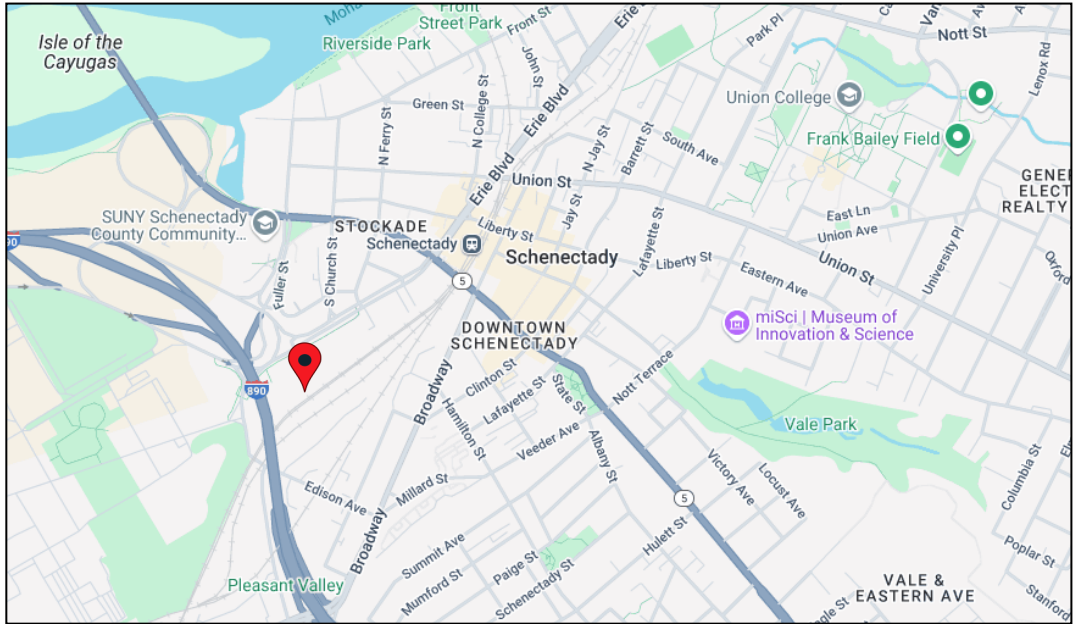 Isle of the
Cayugas
Front
Street Park
Riverside Park
Erie Blvd
Front St
John St
Park Pl
Nott St
Lenox Rd
Union College
Frank Bailey Field
Green St
N College St
N Ferry St
Erie Blvd
Erie Blvd
N Jay St
Barrett St
South Ave
Union St
GENER
ELECT
REALTY
SUNY Schenectady
County Community...
90
STOCKADE
Schenectady
Liberty St
Jay St
Schenectady
Lafayette St
Liberty St
East Ln
Union Ave
Eastern Ave
Union St
University Pl
Oxford
Fuller St
S Church St
5
miSci | Museum of
Innovation & Science
DOWNTOWN
SCHENECTADY
890
Broadway
Clinton St
Lafayette St
State St
Nott Terrace
Hamilton St
Veeder Ave
Albany St
Vale Park
Victory Ave
Locust Ave
Columbia St
Edison Ave
Millard St
Broadway
5
Hulett St
Summit Ave
Mumford St
Paige St
Schenectady St
Poplar St
Stanford
Pleasant Valley
VALE &
EASTERN AVE